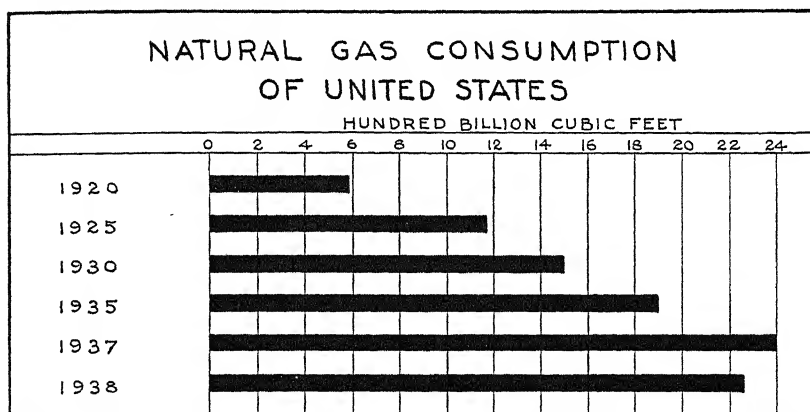 NATURAL GAS CONSUMPTION
OF UNITED STATES
HUNDRED BILLION CUBIC FEET
0 2 4 6 8 10 12 14 16 18 20 22 24
1920
1925
1930
1935
1937
1938